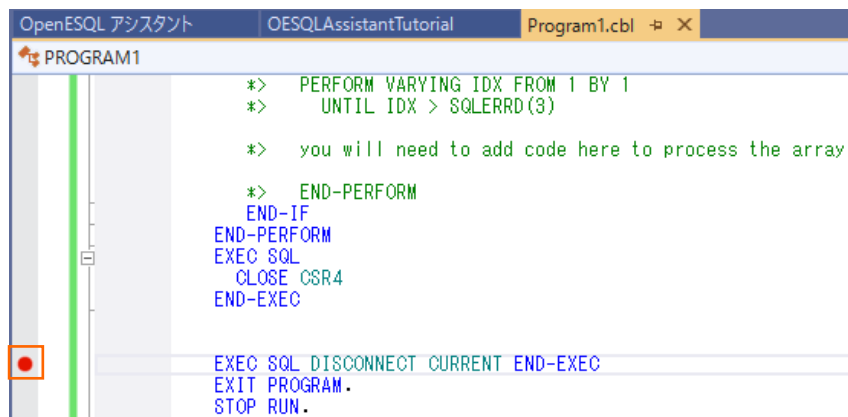 OpenESQL アシスタント OESQLAssistantTutorial Program1.cbl
PROGRAM1
*> PERFORM VARYING IDX FROM 1 BY 1
*> UNTIL IDX > SQLERRD(3)
*> you will need to add code here to process the array
*> END-PERFORM
END-IF
END-PERFORM
EXEC SQL
CLOSE CSR4
END-EXEC
EXEC SQL DISCONNECT CURRENT END-EXEC
EXIT PROGRAM.
STOP RUN.